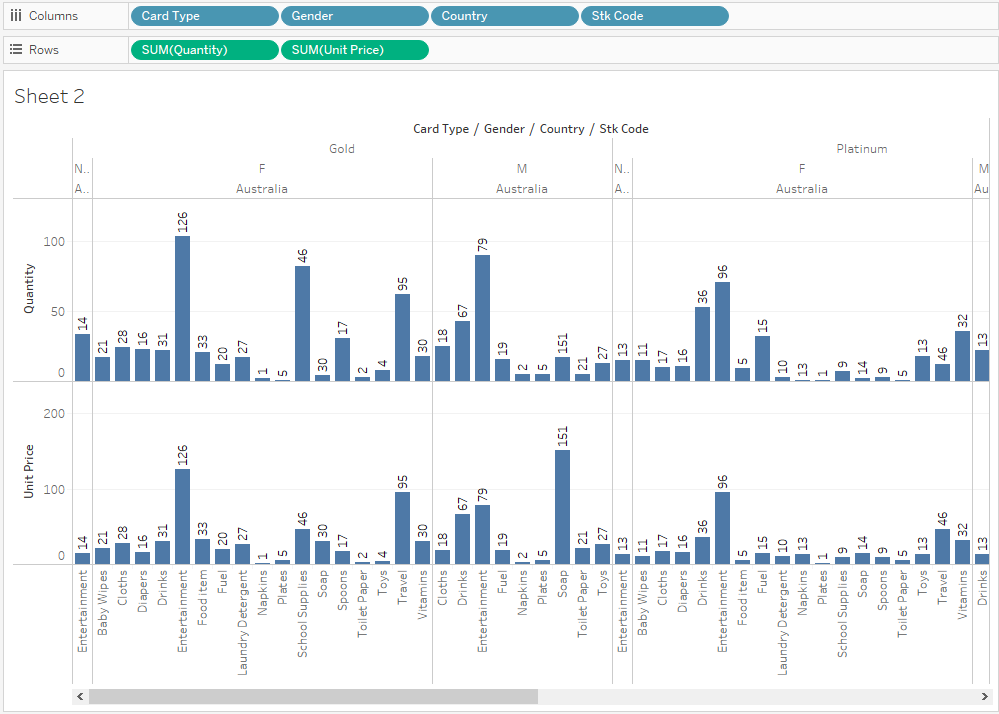 Columns Card Type Gender Country Stk Code
Rows SUM(Quantity) SUM(Unit Price)
Sheet 2
Card Type / Gender / Country / Stk Code
Gold Platinum
N.. F M N.. F M
A.. Australia Australia A.. Australia Au
Quantity
100
50
0
14 21 28 16 31 126 33 20 27 1 5 46 30 17 2 4 95 30 18 67 79 19 2 5 151 21 27 13 11 17 16 36 96 5 15 10 13 1 9 14 9 5 13 46 32 13
Unit Price
200
100
0
14 21 28 16 31 126 33 20 27 1 5 46 30 17 2 4 95 30 18 67 79 19 2 5 151 21 27 13 11 17 16 36 96 5 15 10 13 1 9 14 9 5 13 46 32 13
Entertainment
Baby Wipes
Cloths
Diapers
Drinks
Entertainment
Food item
Fuel
Laundry Detergent
Napkins
Plates
School Supplies
Soap
Spoons
Toilet Paper
Toys
Travel
Vitamins
Cloths
Drinks
Entertainment
Fuel
Napkins
Plates
Soap
Toilet Paper
Toys
Entertainment
Baby Wipes
Cloths
Diapers
Drinks
Entertainment
Food item
Fuel
Laundry Detergent
Napkins
Plates
School Supplies
Soap
Spoons
Toilet Paper
Toys
Travel
Vitamins
Drinks